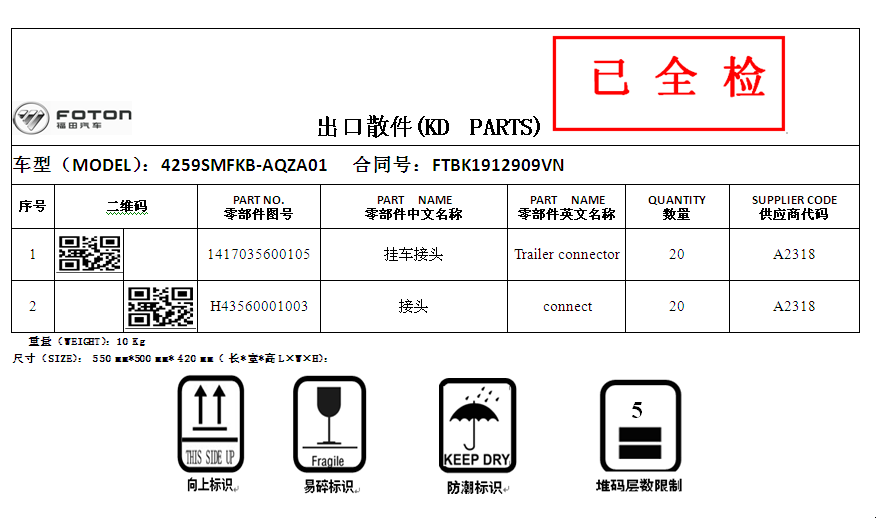 已全检
FOTON
福田汽车
出口散件(KD PARTS)
车型（MODEL）: 4259SMFKB-AQZA01 合同号: FTBK1912909VN
序号 二维码 PART NO. 零部件图号 PART NAME 零部件中文名称 PART NAME 零部件英文名称 QUANTITY 数量 SUPPLIER CODE 供应商代码
1 1417035600105 挂车接头 Trailer connector 20 A2318
2 H43560001003 接头 connect 20 A2318
重量（WEIGHT）: 10 Kg
尺寸（SIZE）: 550 mm*500 mm* 420 mm ( 长*宽*高 L×W×H):
THIS SIDE UP
向上标识
Fragile
易碎标识
KEEP DRY
防潮标识
5
堆码层数限制